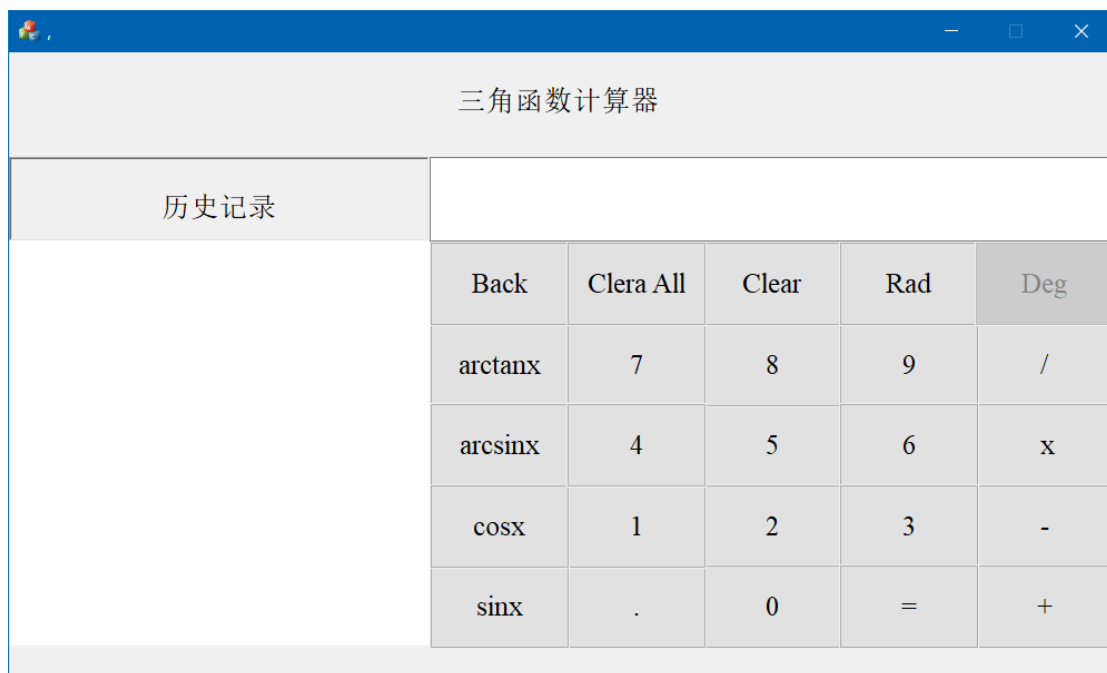 ,
三角函数计算器
历史记录
Back Clera All Clear Rad Deg
arctanx 7 8 9 /
arcsinx 4 5 6 x
cosx 1 2 3 -
sinx . 0 = +